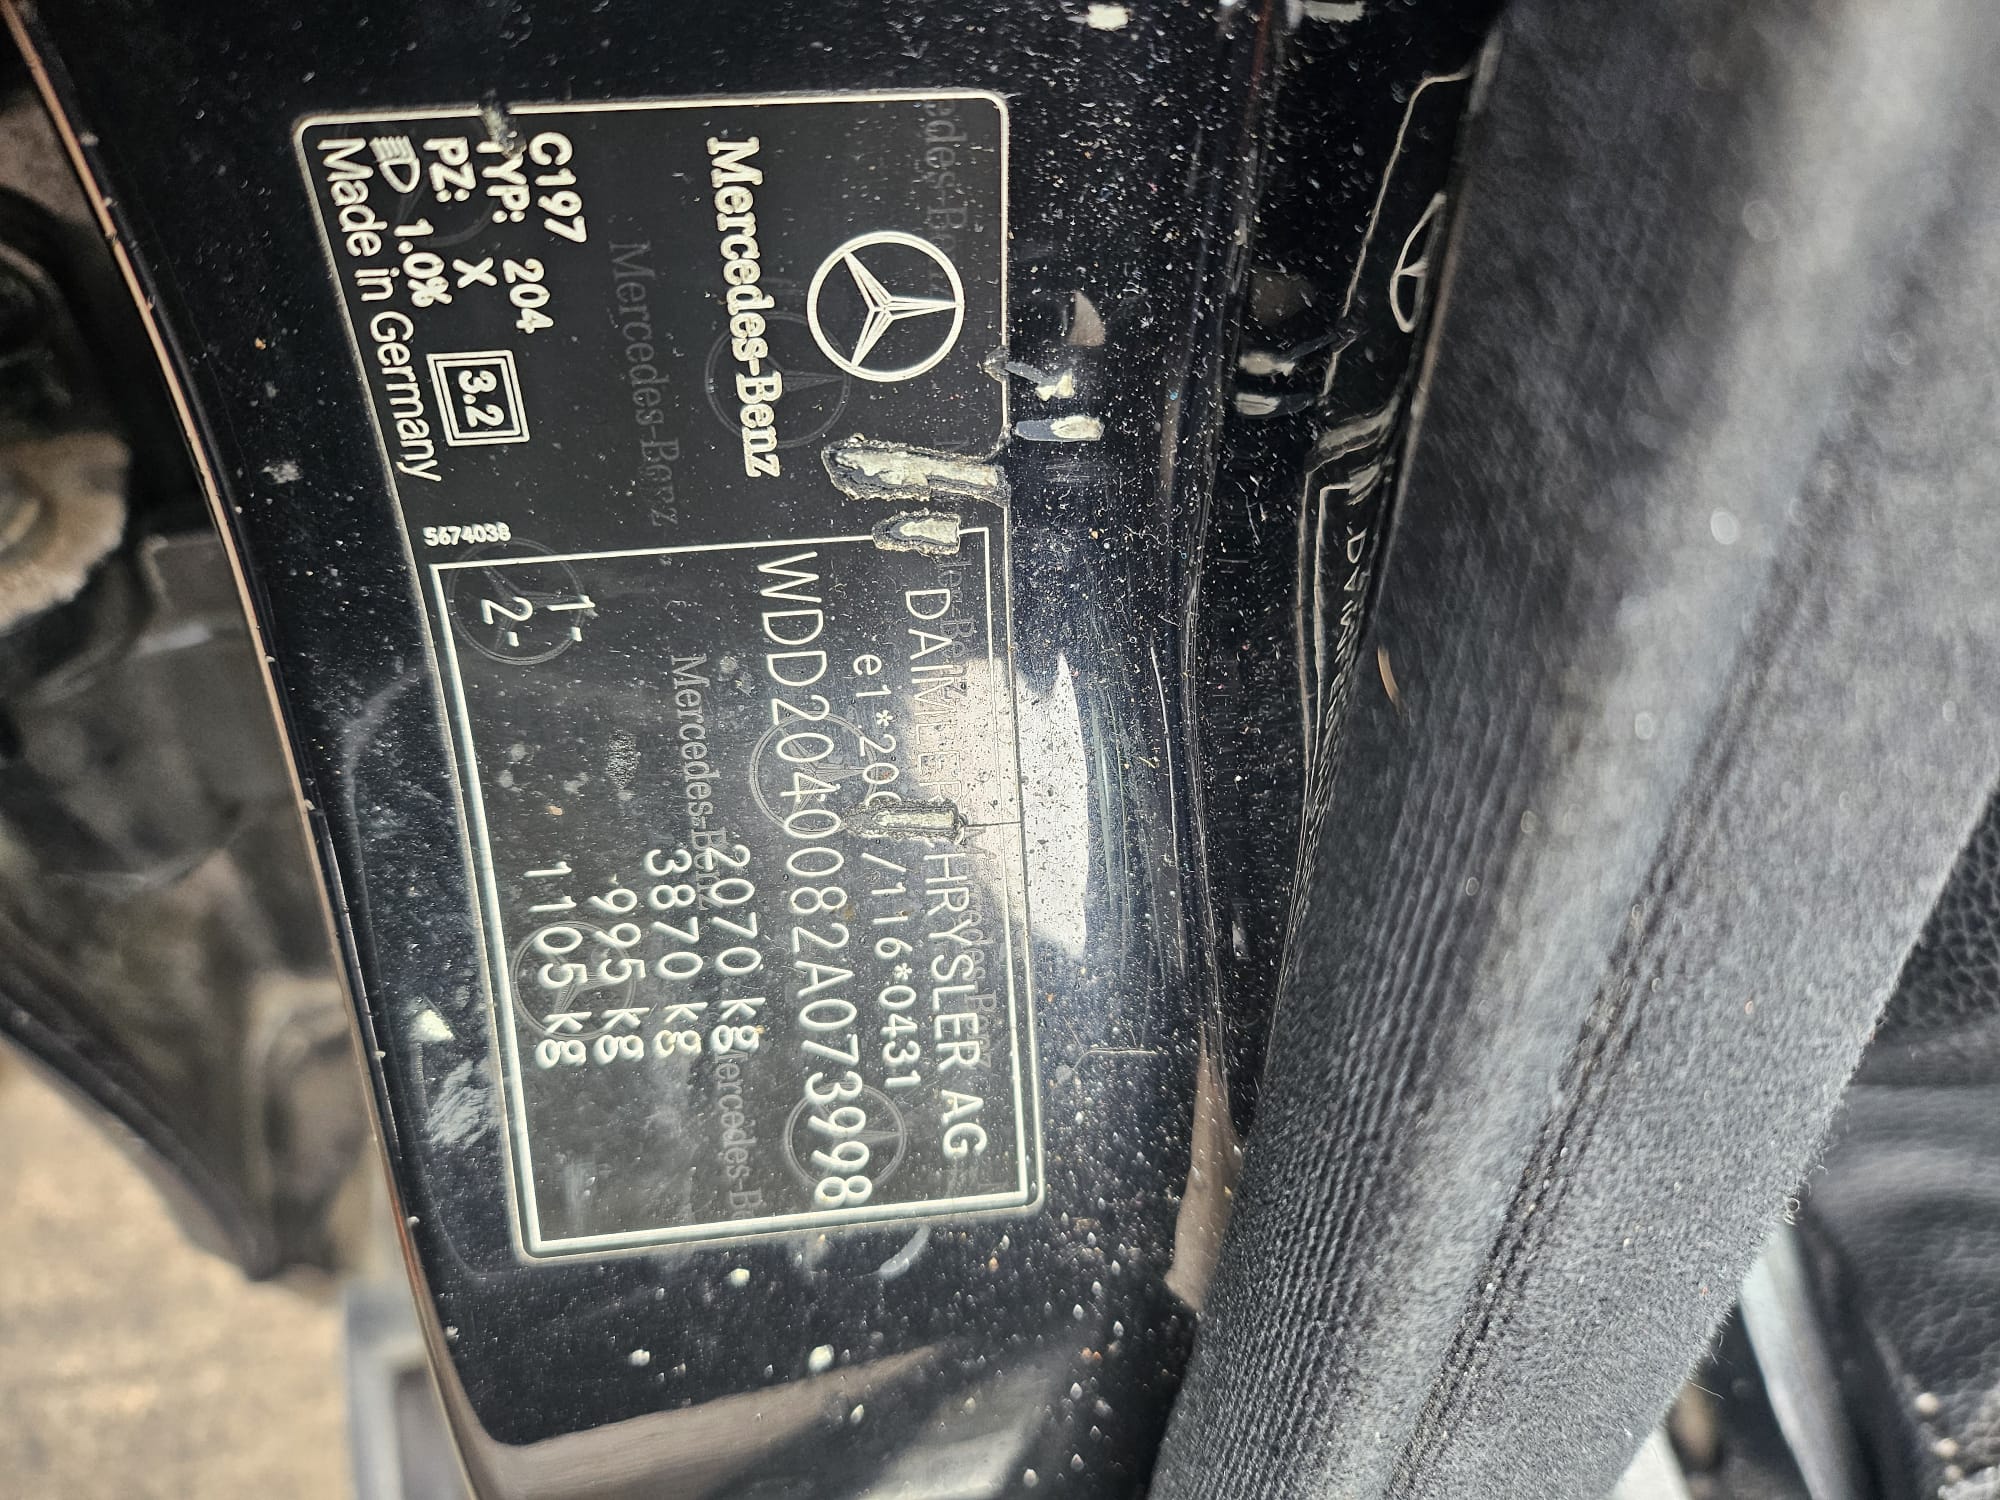 Mercedes-Benz
C197
TYP: 204
PZ: X 3.2
1.0%
Made in Germany
5674038
DAIMLERCHRYSLER AG
e1*200 /116*0431
WDD2040082A073998
2070 kg
3870 kg
1- 995 kg
2- 1105 kg